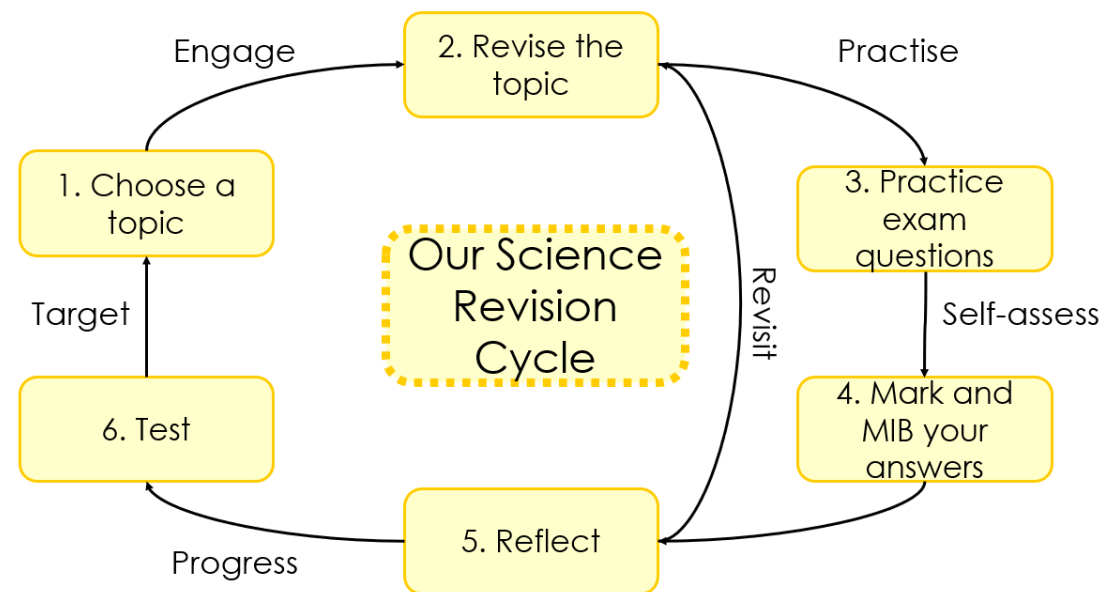 Engage
2. Revise the
topic
Practise
1. Choose a
topic
3. Practice
exam
questions
Our Science
Revision
Cycle
Revisit
Target
Self-assess
6. Test
4. Mark and
MIB your
answers
5. Reflect
Progress